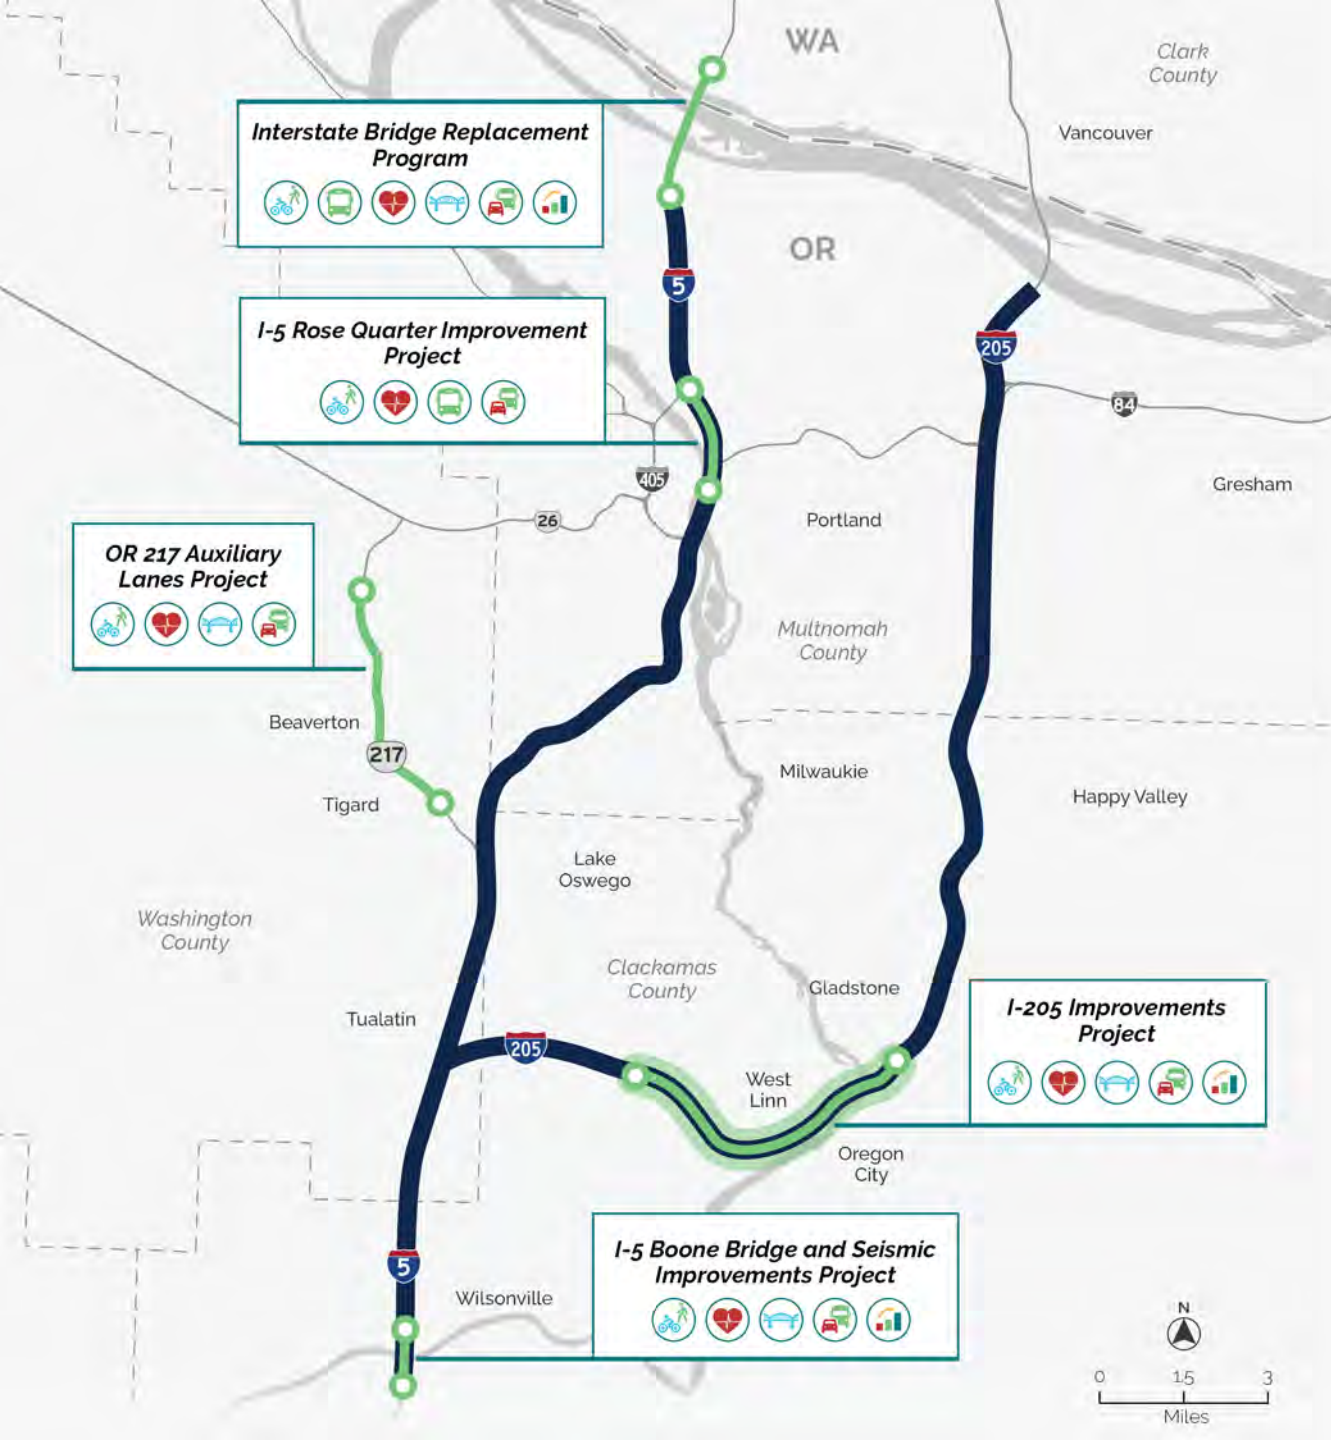 WA
Clark
County
Vancouver
Interstate Bridge Replacement
Program
OR
5
I-5 Rose Quarter Improvement
Project
205
84
405
Gresham
26
Portland
OR 217 Auxiliary
Lanes Project
Multnomah
County
Beaverton
217
Milwaukie
Tigard
Happy Valley
Lake
Oswego
Washington
County
Clackamas
County
Gladstone
Tualatin
205
I-205 Improvements
Project
West
Linn
Oregon
City
I-5 Boone Bridge and Seismic
Improvements Project
5
Wilsonville
N
0 1.5 3
Miles